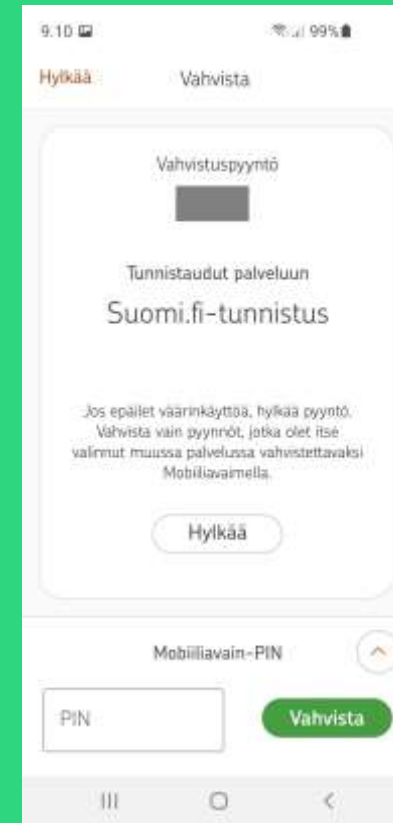 9.10 99%
Hylkää Vahvista
Vahvistuspyyntö
Tunnistaudut palveluun
Suomi.fi-tunnistus
Jos epäilet väärinkäyttöä, hylkää pyyntö.
Vahvista vain pyynnöt, jotka olet itse
valinnut muussa palvelussa vahvistettavaksi
Mobiiliavaimella.
Hylkää
Mobiiliavain-PIN
PIN Vahvista